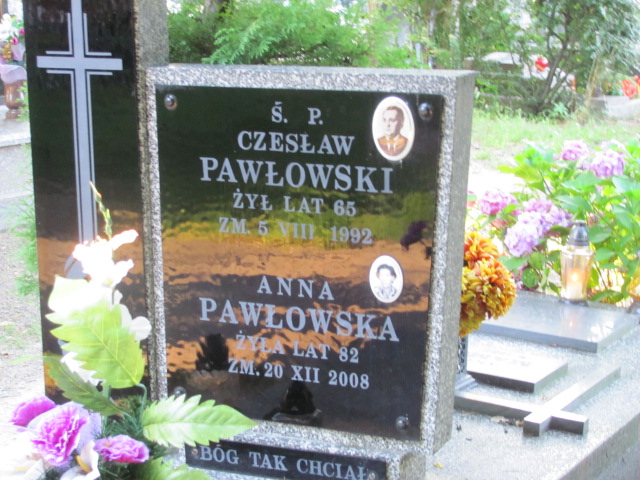 Ś. P.
CZESŁAW
PAWŁOWSKI
ŻYŁ LAT 65
ZM. 5 VIII 1992
ANNA
PAWŁOWSKA
ŻYŁA LAT 82
ZM. 20 XII 2008
BÓG TAK CHCIAŁ